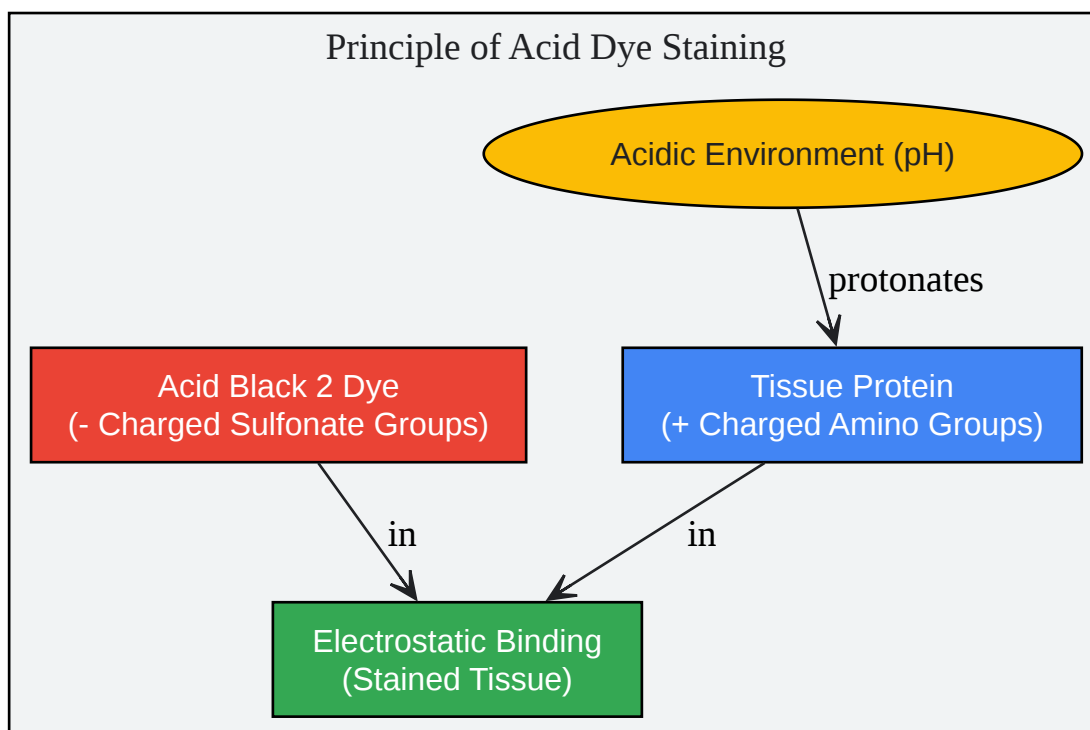 Principle of Acid Dye Staining
Acidic Environment (pH)
protonates
Acid Black 2 Dye
(- Charged Sulfonate Groups)
Tissue Protein
(+ Charged Amino Groups)
in
in
Electrostatic Binding
(Stained Tissue)